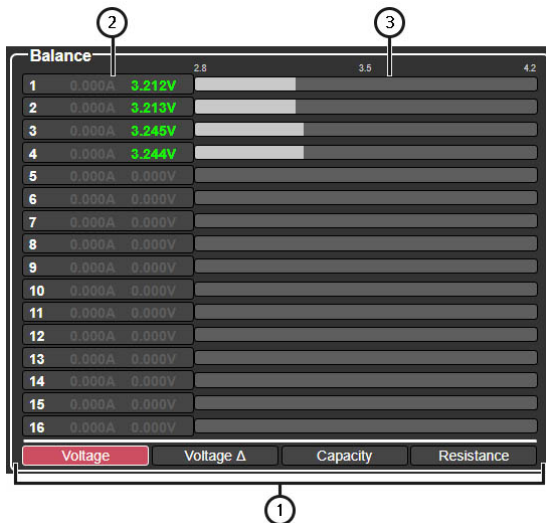 2 3
Balance
2.8 3.5 4.2
1 0.000A 3.212V
2 0.000A 3.213V
3 0.000A 3.245V
4 0.000A 3.244V
5 0.000A 0.000V
6 0.000A 0.000V
7 0.000A 0.000V
8 0.000A 0.000V
9 0.000A 0.000V
10 0.000A 0.000V
11 0.000A 0.000V
12 0.000A 0.000V
13 0.000A 0.000V
14 0.000A 0.000V
15 0.000A 0.000V
16 0.000A 0.000V
Voltage Voltage Δ Capacity Resistance
1